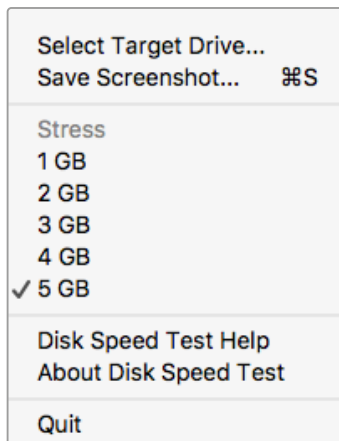 Select Target Drive...
Save Screenshot... ⌘S
Stress
1 GB
2 GB
3 GB
4 GB
✓ 5 GB
Disk Speed Test Help
About Disk Speed Test
Quit